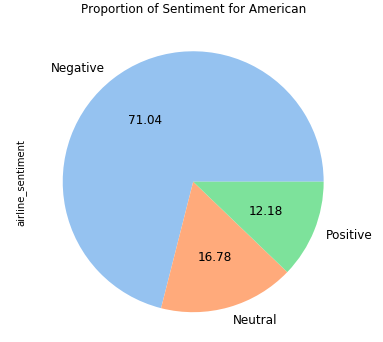 Proportion of Sentiment for American
Negative
71.04
airline_sentiment
12.18
Positive
16.78
Neutral